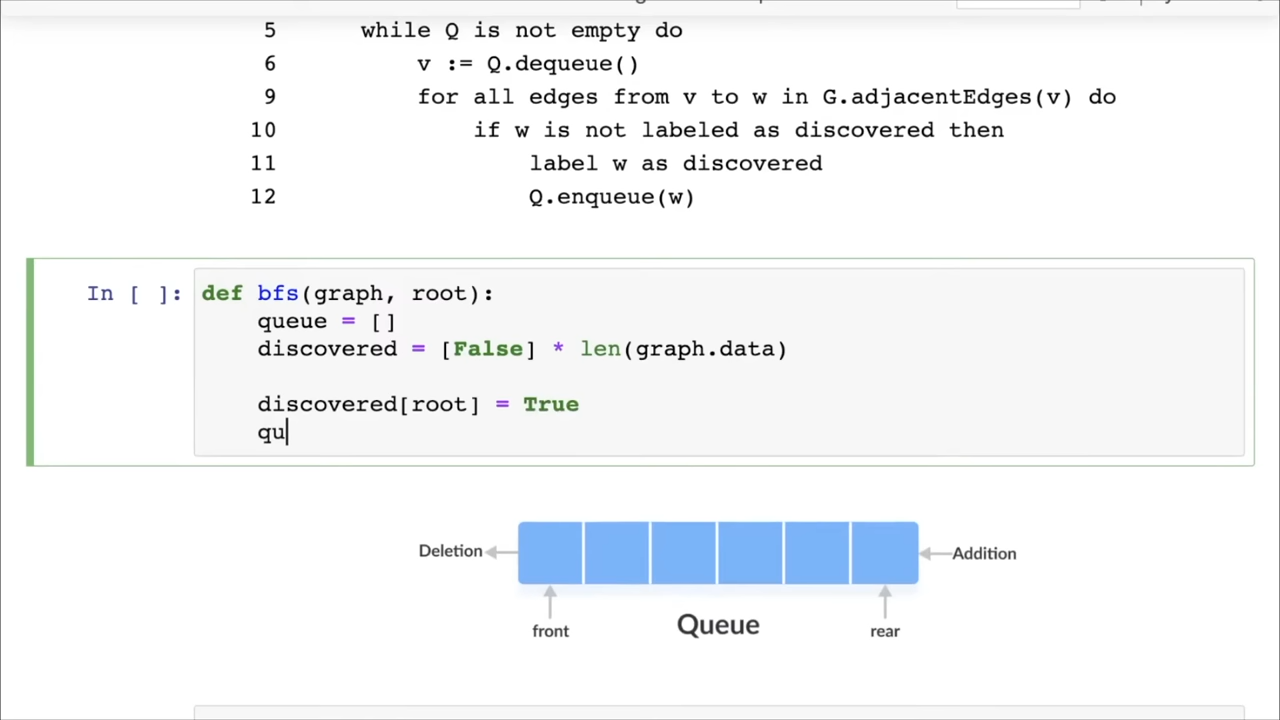 5 while Q is not empty do
6 v := Q.dequeue()
9 for all edges from v to w in G.adjacentEdges(v) do
10 if w is not labeled as discovered then
11 label w as discovered
12 Q.enqueue(w)
In [ ]: def bfs(graph, root):
queue = []
discovered = [False] * len(graph.data)
discovered[root] = True
qu
Deletion
Addition
front
Queue
rear